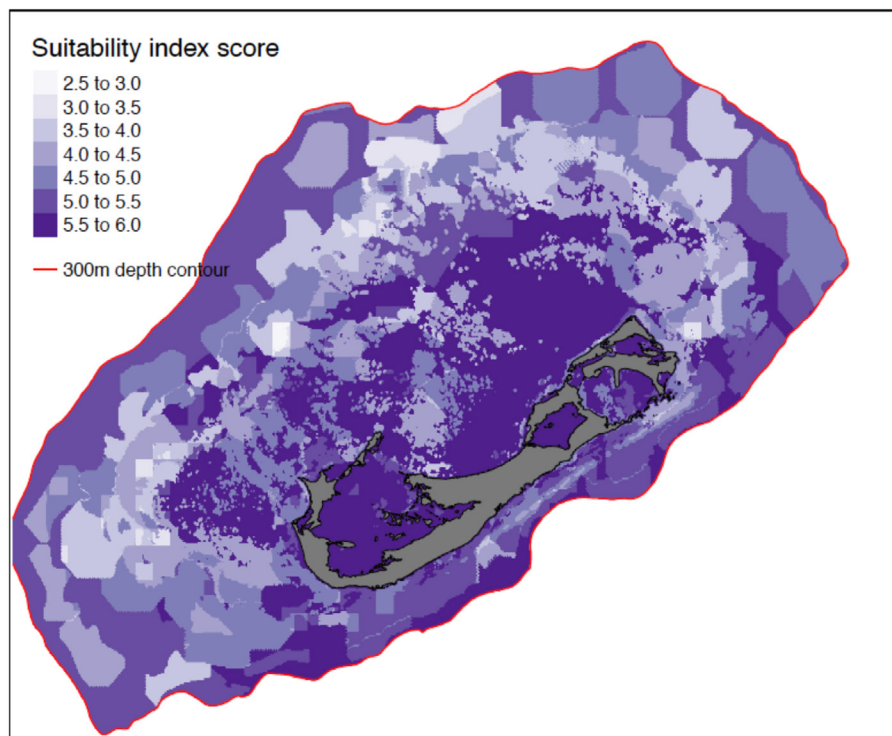 Suitability index score
2.5 to 3.0
3.0 to 3.5
3.5 to 4.0
4.0 to 4.5
4.5 to 5.0
5.0 to 5.5
5.5 to 6.0
300m depth contour